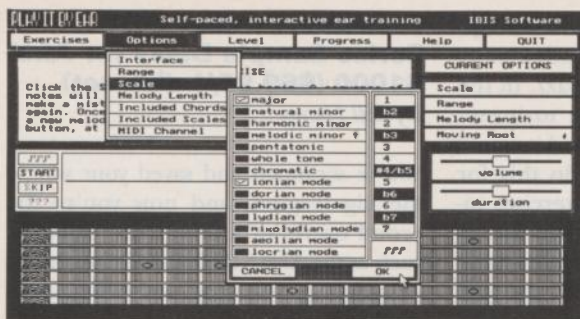 PLAY IT BY EAR Self-paced, interactive ear training IBIS Software
Exercises Options Level Progress Help QUIT
Interface
Range
Scale
Melody Length
Included Chords
Included Scales
MIDI Channel
CISE
Click the S
notes will
make a mist
again. Once
a new melod
button, at
CURRENT OPTIONS
Scale
Range
Melody Length
Moving Root
major 1
natural minor b2
harmonic minor 2
melodic minor b3
pentatonic 3
whole tone 4
chromatic #4/b5
ionian mode 5
dorian mode b6
phrygian mode 6
lydian mode b7
mixolydian mode 7
aeolian mode
locrian mode
???
CANCEL OK
???
START
SKIP
???
volume
duration